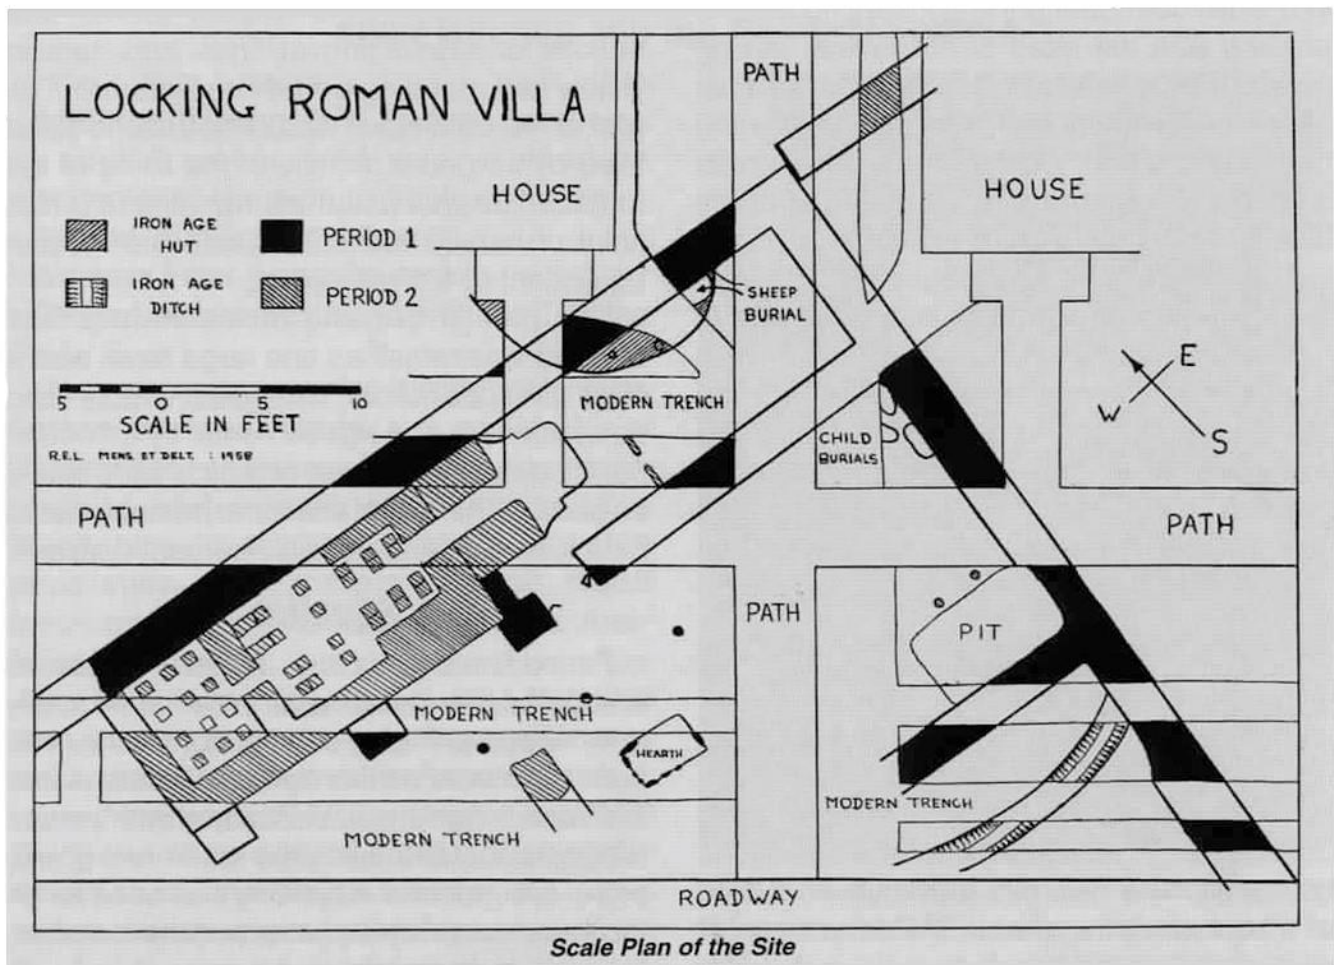 LOCKING ROMAN VILLA
PATH
HOUSE
HOUSE
IRON AGE
HUT
PERIOD 1
IRON AGE
DITCH
PERIOD 2
SHEEP
BURIAL
5 0 5 10
SCALE IN FEET
R.E.L. MENS. ET DELT. : 1958
MODERN TRENCH
CHILD
BURIALS
E
W
S
PATH
PATH
PATH
PIT
MODERN TRENCH
HEARTH
MODERN TRENCH
MODERN TRENCH
ROADWAY
Scale Plan of the Site